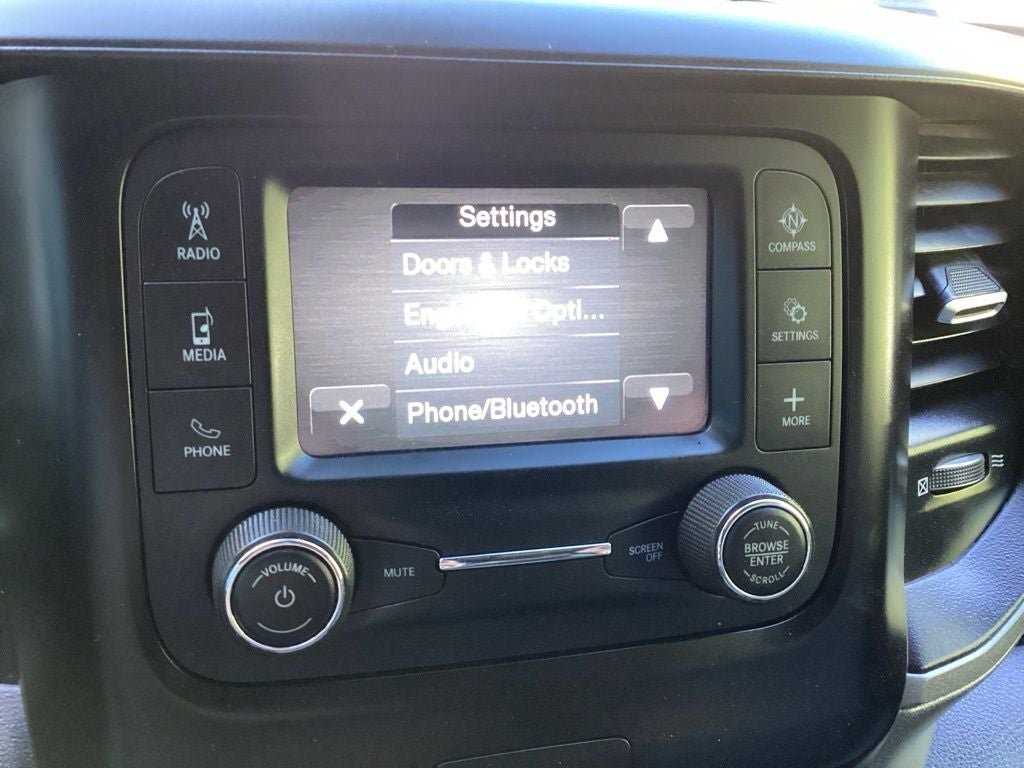 RADIO
MEDIA
PHONE
Settings
Doors & Locks
Opti...
Audio
Phone/Bluetooth
N
COMPASS
SETTINGS
MORE
VOLUME
MUTE
SCREEN
OFF
TUNE
BROWSE
ENTER
SCROLL